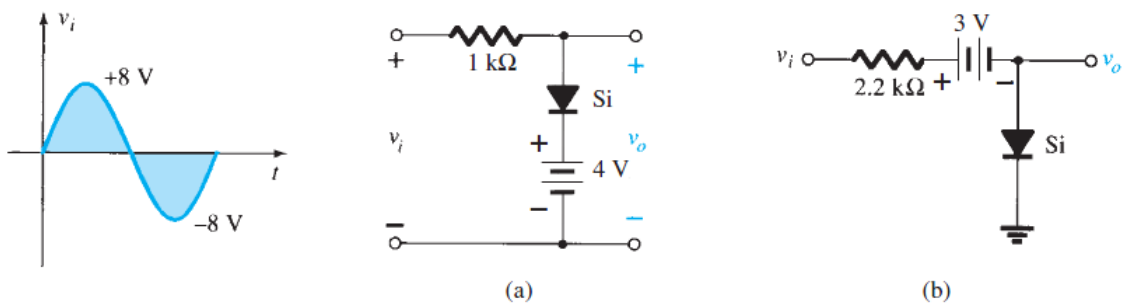 v_i
+8 V
−8 V
t
+
1 kΩ
+
Si
v_i
+
v_o
4 V
−
−
−
(a)
3 V
v_i
2.2 kΩ
+
−
v_o
Si
(b)